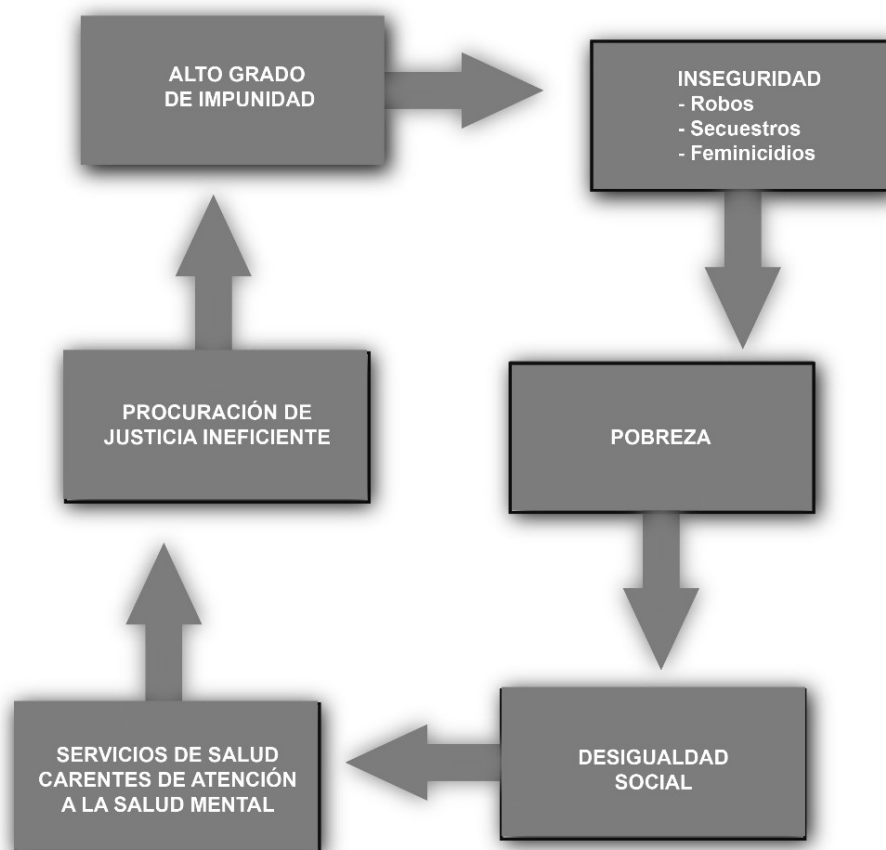 ALTO GRADO
DE IMPUNIDAD
INSEGURIDAD
- Robos
- Secuestros
- Feminicidios
PROCURACIÓN DE
JUSTICIA INEFICIENTE
POBREZA
SERVICIOS DE SALUD
CARENTES DE ATENCIÓN
A LA SALUD MENTAL
DESIGUALDAD
SOCIAL